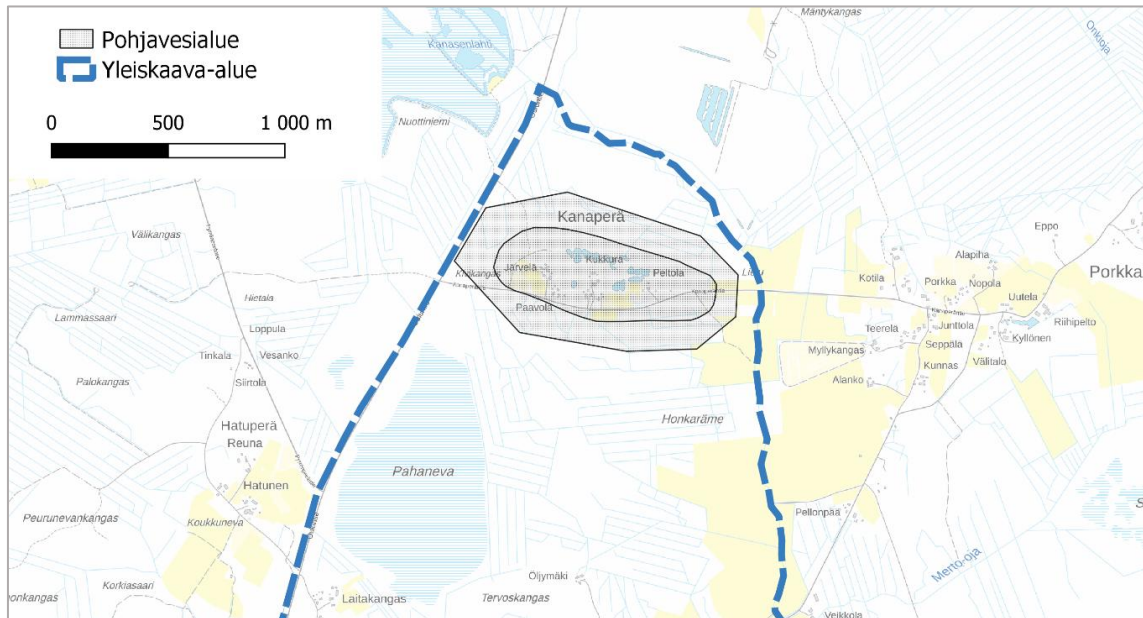 Pohjavesialue
Yleiskaava-alue
0 500 1 000 m
Kanasenlahti
Mäntykangas
Onkioja
Nuottiniemi
Kanaperä
Välikangas
Eppo
Alapiha
Kukkura
Järvelä
Peltola
Kotila
Porkka
Nopola
Porkka
Hietala
Uutela
Lammassaari
Paavola
Riihipelto
Loppula
Teerelä
Junttola
Kyllönen
Tinkala
Vesanko
Myllykangas
Seppälä
Välitalo
Kunnas
Palokangas
Siirtola
Alanko
Hatuperä
Honkaräme
Reuna
Pahaneva
Hatunen
Pellonpää
S
Peurunevankangas
Koukkuneva
Mertto-oja
Korkiasaari
Öljymäki
onkangas
Laitakangas
Tervoskangas
Veikkola